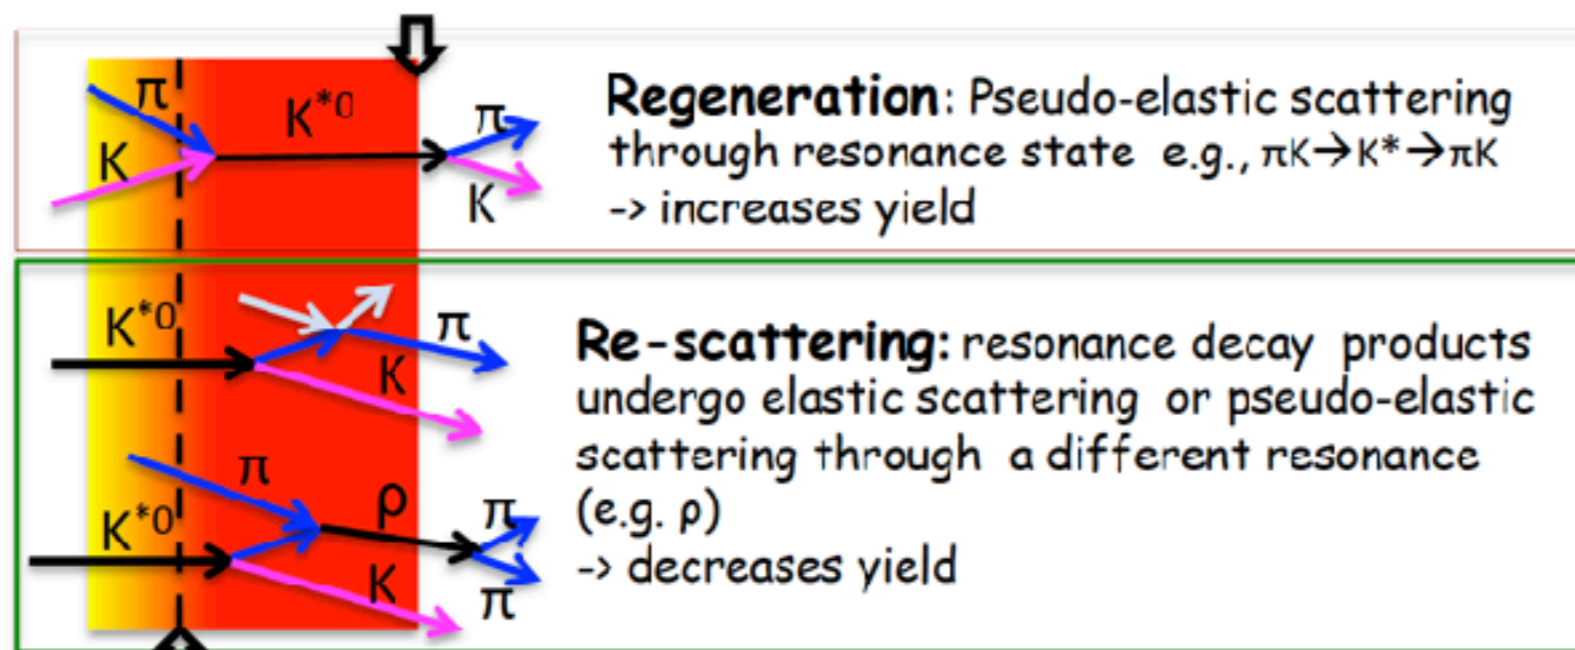 π
K*0
K
π
K
Regeneration: Pseudo-elastic scattering
through resonance state e.g., πK→K*→πK
-> increases yield
K*0
π
K
π
K*0
ρ
K
π
π
Re-scattering: resonance decay products
undergo elastic scattering or pseudo-elastic
scattering through a different resonance
(e.g. ρ)
-> decreases yield